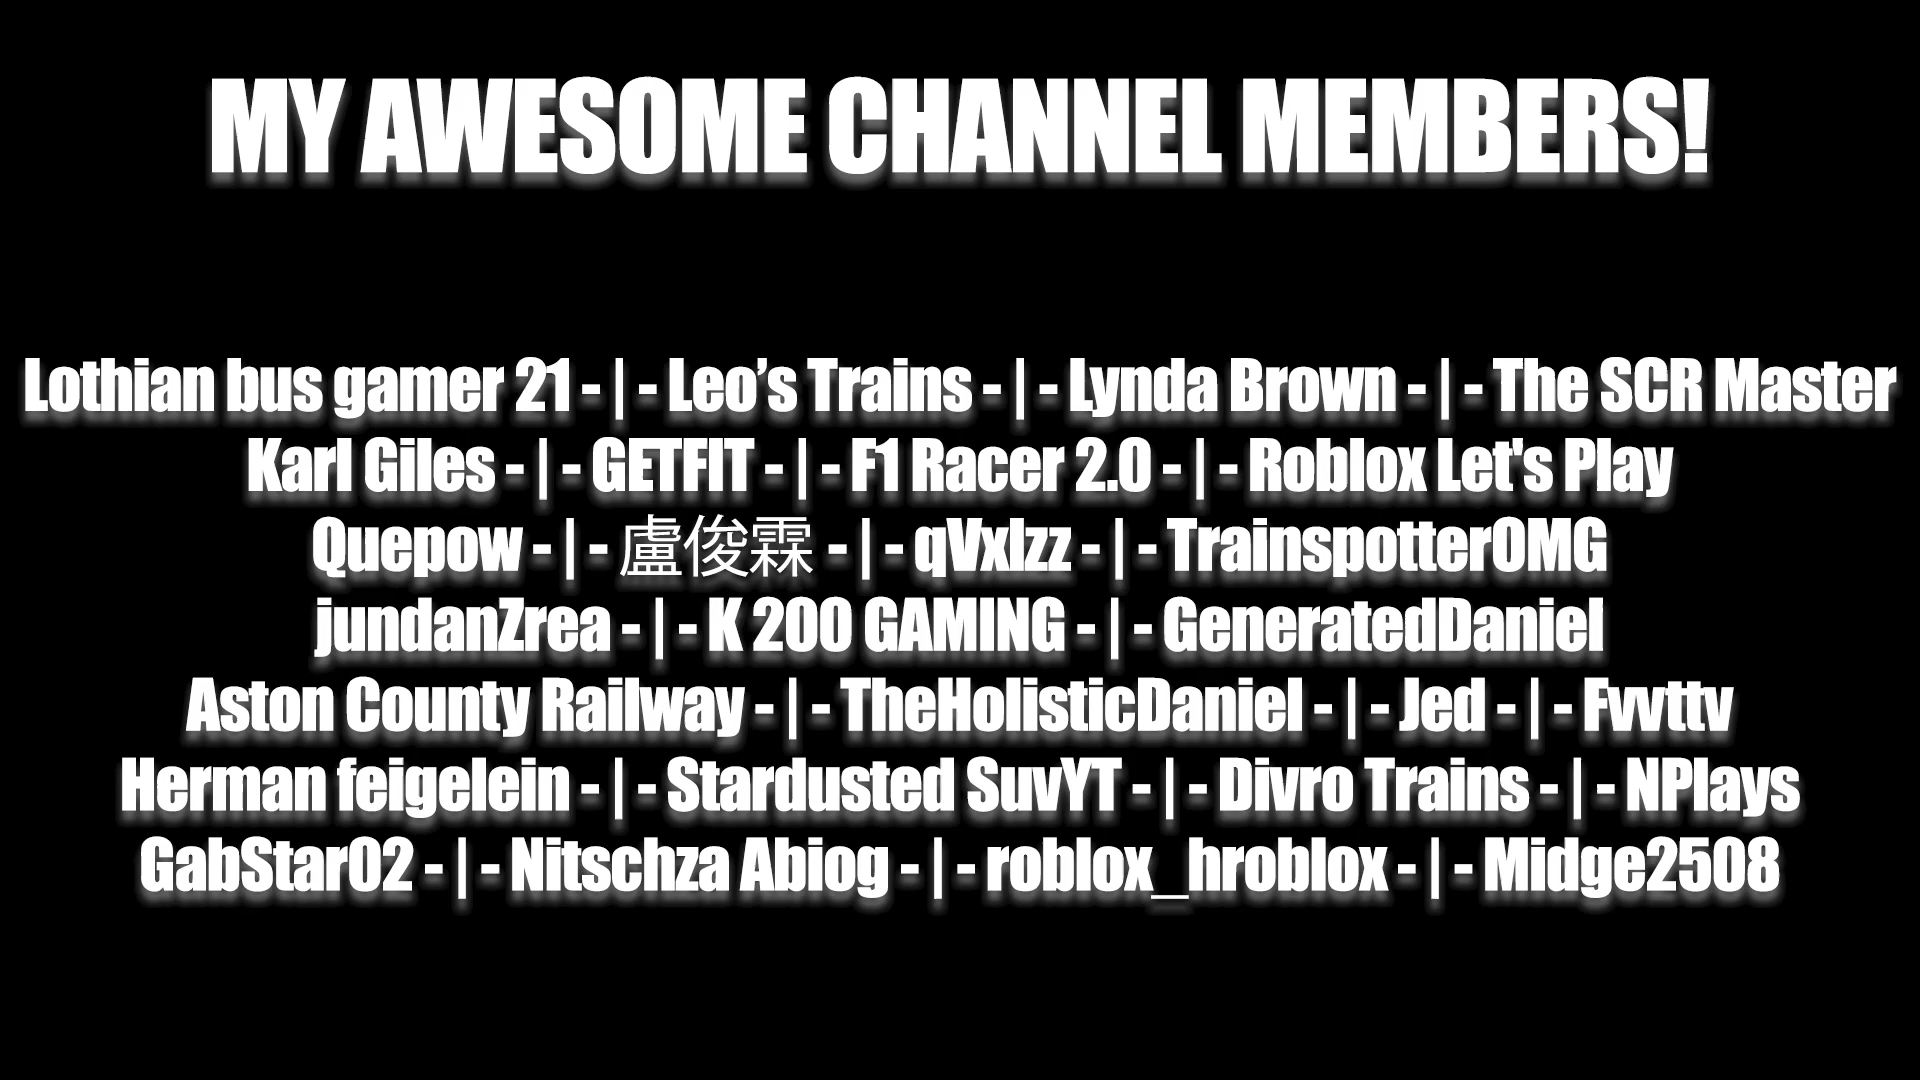 MY AWESOME CHANNEL MEMBERS!
Lothian bus gamer 21 - | - Leo’s Trains - | - Lynda Brown - | - The SCR Master
Karl Giles - | - GETFIT - | - F1 Racer 2.0 - | - Roblox Let's Play
Quepow - | - 盧俊霖 - | - qVxIzz - | - TrainspotterOMG
jundanZrea - | - K 200 GAMING - | - GeneratedDaniel
Aston County Railway - | - TheHolisticDaniel - | - Jed - | - Fvvttv
Herman feigelein - | - Stardusted SuvYT - | - Divro Trains - | - NPlays
GabStar02 - | - Nitschza Abiog - | - roblox_hroblox - | - Midge2508